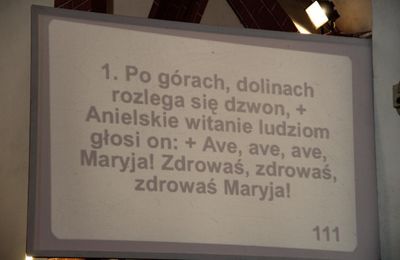 1. Po górach, dolinach
rozlega się dzwon, +
Anielskie witanie ludziom
głosi on: + Ave, ave, ave,
Maryja! Zdrowaś, zdrowaś,
zdrowaś Maryja!
111